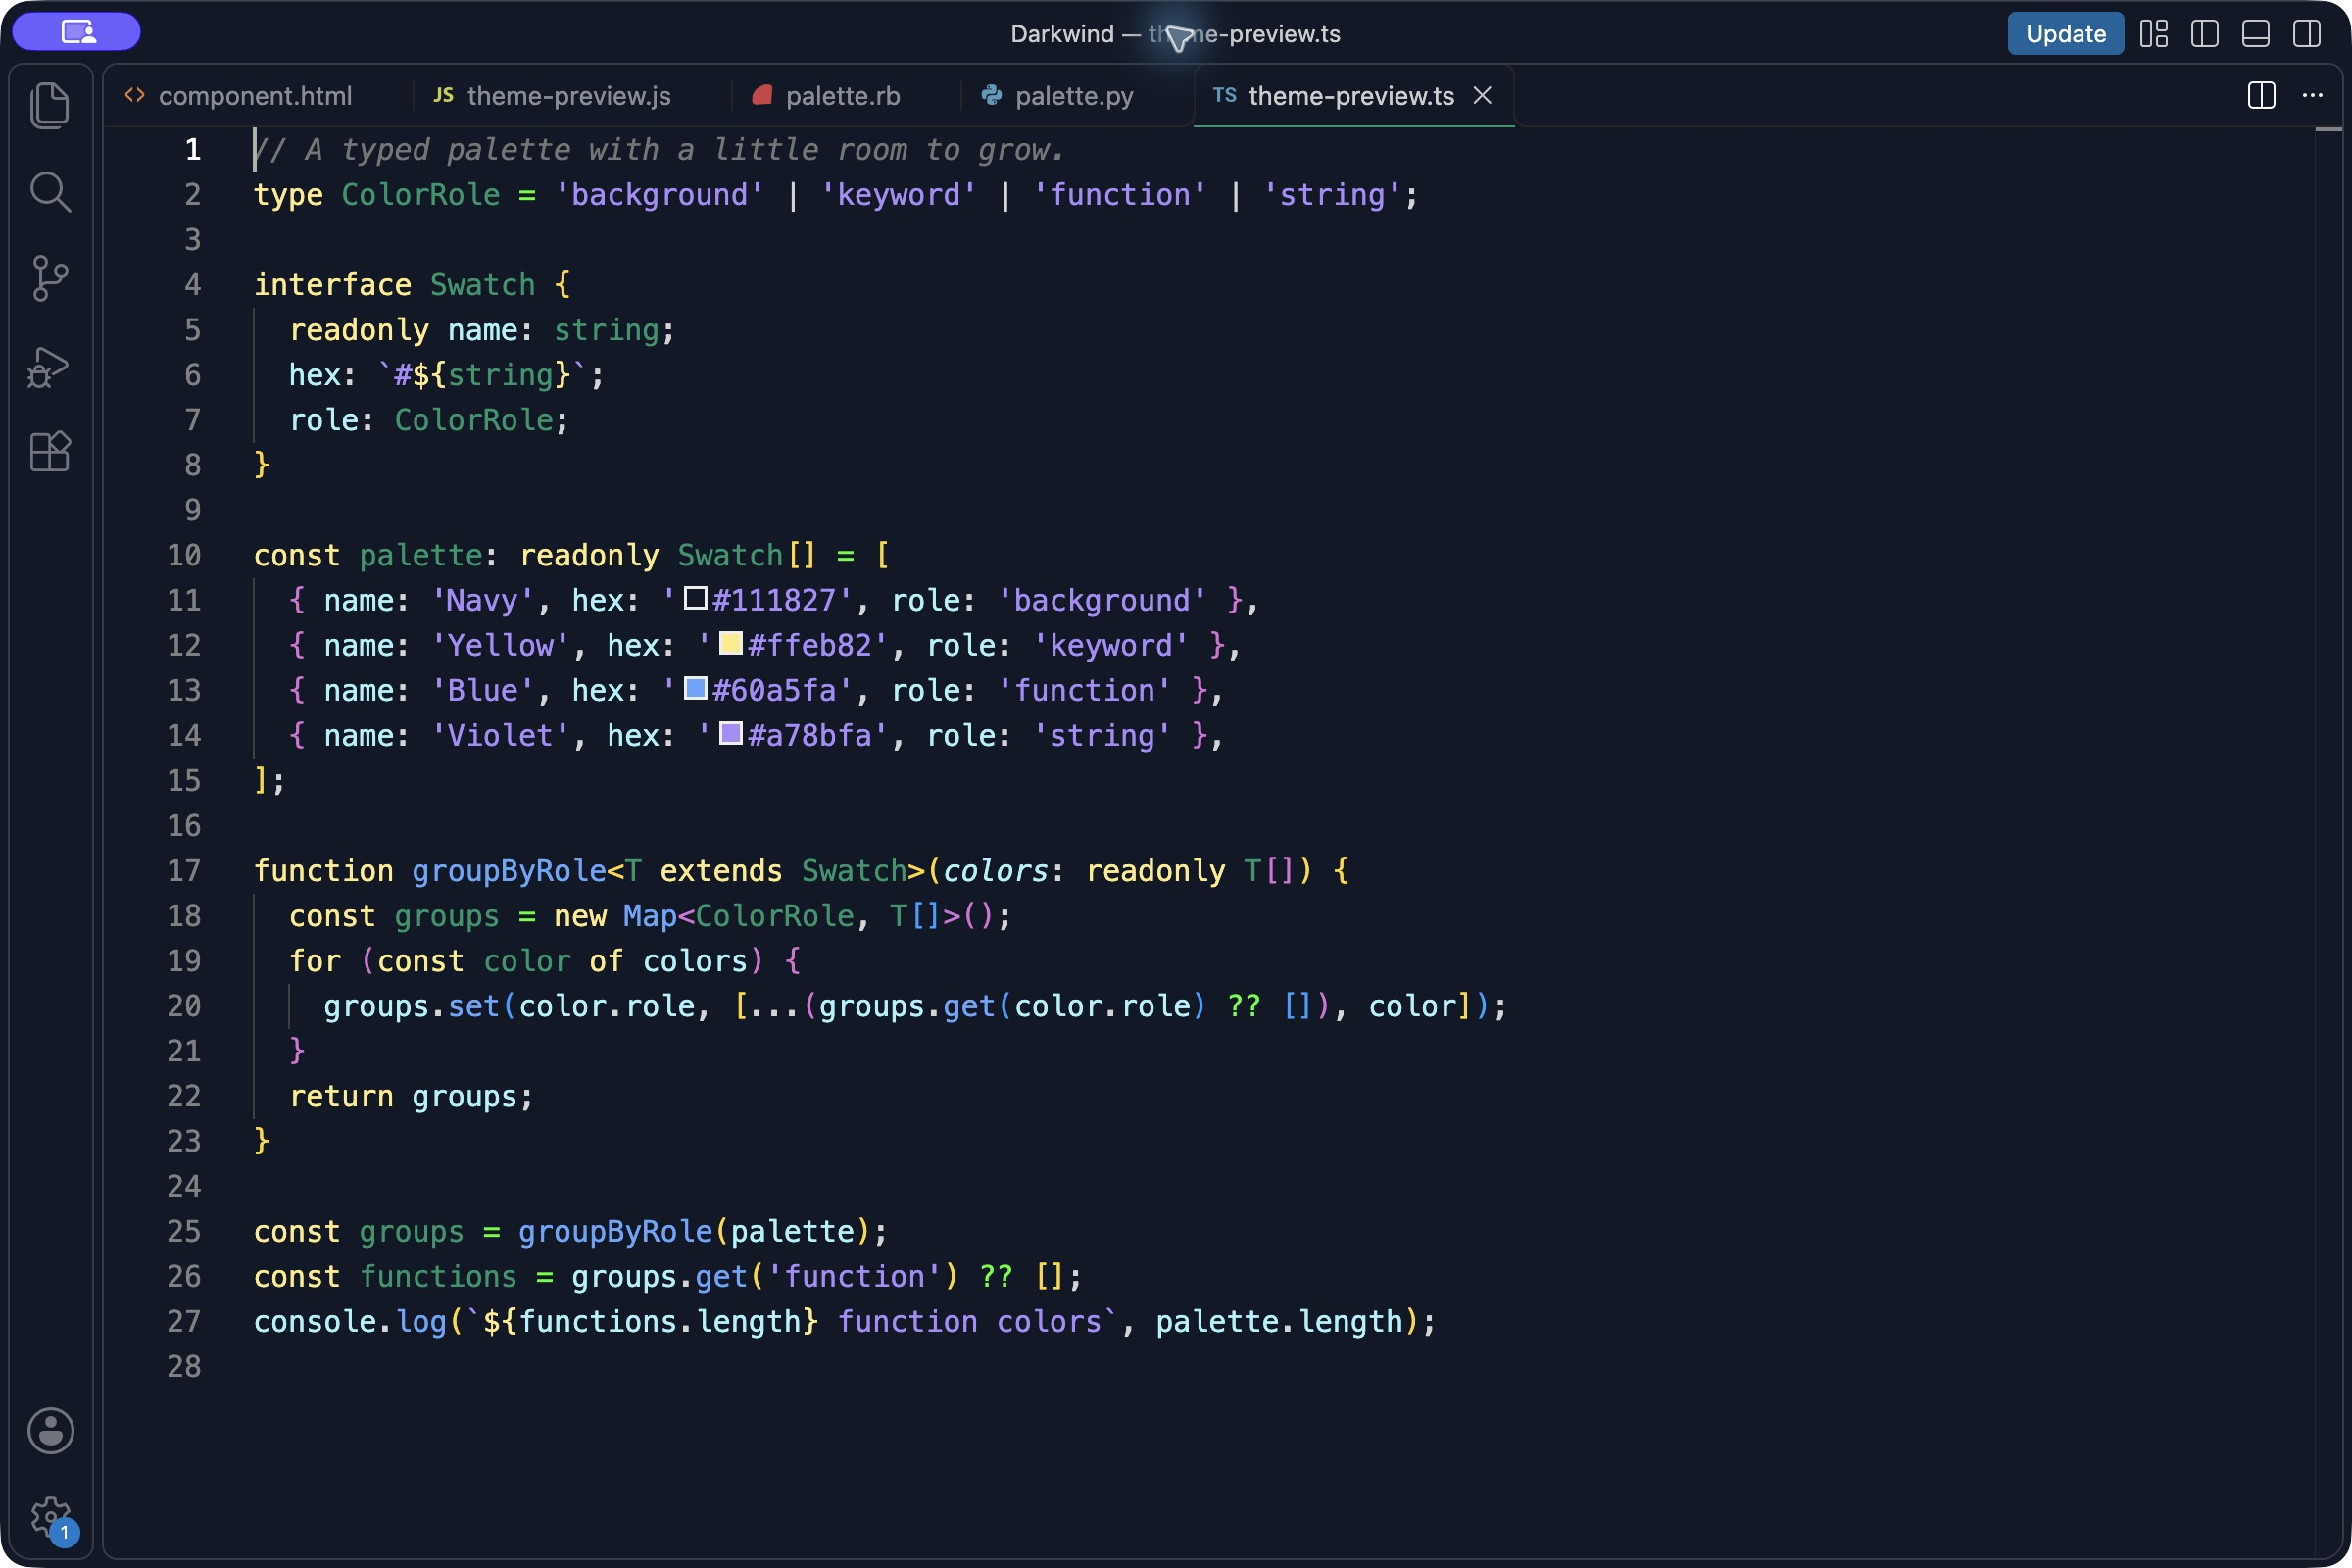 Darkwind — theme-preview.ts
Update
component.html
JS theme-preview.js
palette.rb
palette.py
TS theme-preview.ts
1 // A typed palette with a little room to grow.
2 type ColorRole = 'background' | 'keyword' | 'function' | 'string';
3
4 interface Swatch {
5   readonly name: string;
6   hex: `#${string}`;
7   role: ColorRole;
8 }
9
10 const palette: readonly Swatch[] = [
11   { name: 'Navy', hex: '#111827', role: 'background' },
12   { name: 'Yellow', hex: '#ffeb82', role: 'keyword' },
13   { name: 'Blue', hex: '#60a5fa', role: 'function' },
14   { name: 'Violet', hex: '#a78bfa', role: 'string' },
15 ];
16
17 function groupByRole<T extends Swatch>(colors: readonly T[]) {
18   const groups = new Map<ColorRole, T[]>();
19   for (const color of colors) {
20     groups.set(color.role, [...(groups.get(color.role) ?? []), color]);
21   }
22   return groups;
23 }
24
25 const groups = groupByRole(palette);
26 const functions = groups.get('function') ?? [];
27 console.log(`${functions.length} function colors`, palette.length);
28
1